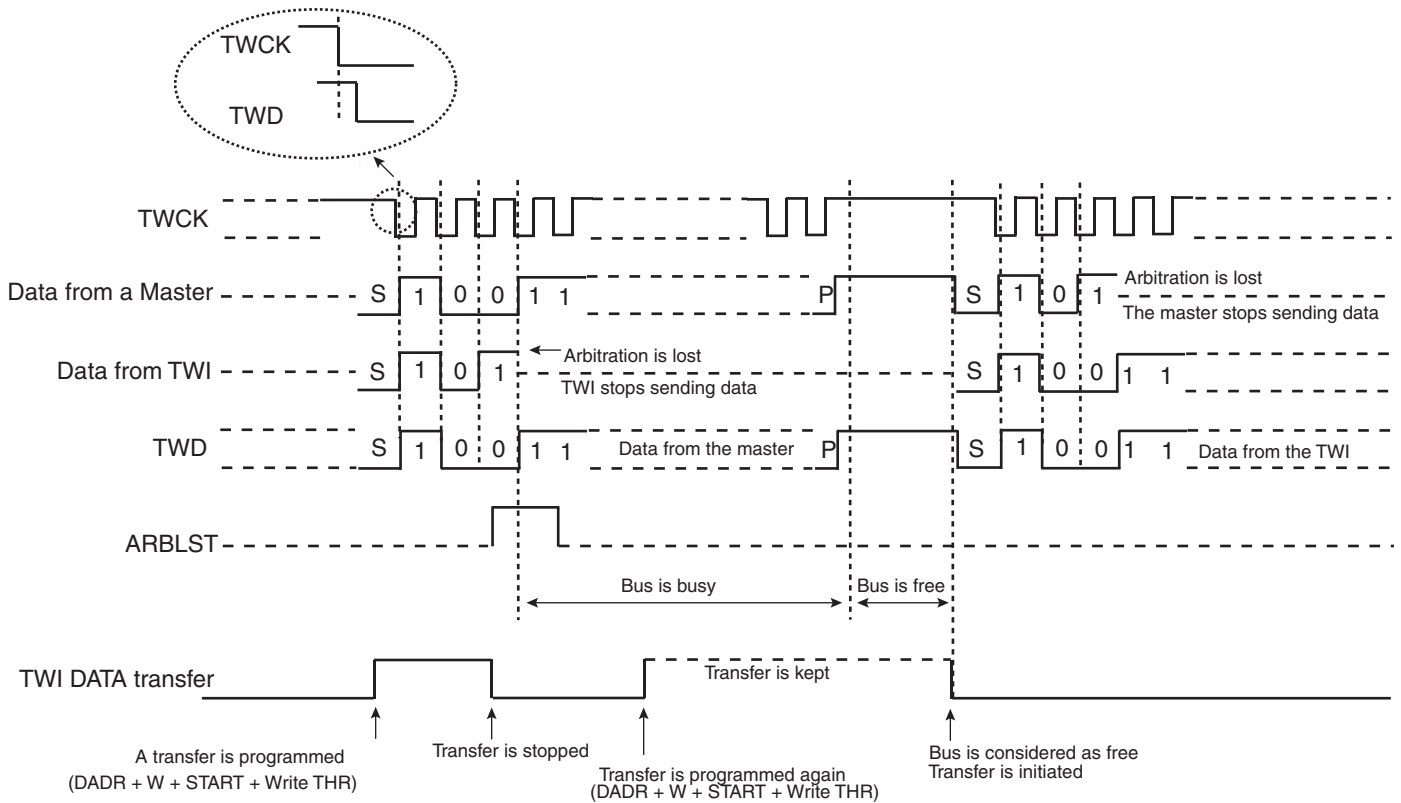 TWCK
TWD
TWCK
Data from a Master S 1 0 0 1 1 P S 1 0 1 Arbitration is lost
The master stops sending data
Data from TWI S 1 0 1 Arbitration is lost S 1 0 0 1 1
TWI stops sending data
TWD S 1 0 0 1 1 Data from the master P S 1 0 0 1 1 Data from the TWI
ARBLST
Bus is busy Bus is free
TWI DATA transfer Transfer is kept
A transfer is programmed
(DADR + W + START + Write THR)
Transfer is stopped
Transfer is programmed again
(DADR + W + START + Write THR)
Bus is considered as free
Transfer is initiated